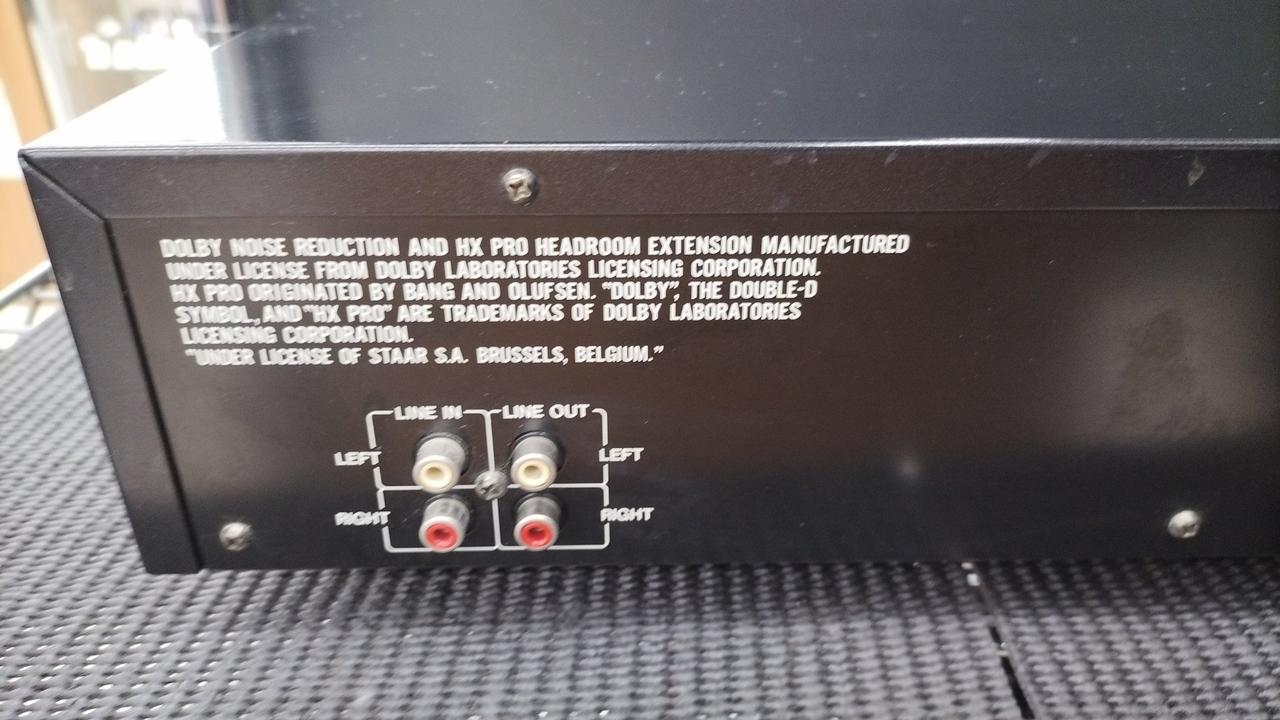 DOLBY NOISE REDUCTION AND HX PRO HEADROOM EXTENSION MANUFACTURED
UNDER LICENSE FROM DOLBY LABORATORIES LICENSING CORPORATION.
HX PRO ORIGINATED BY BANG AND OLUFSEN. "DOLBY", THE DOUBLE-D
SYMBOL, AND "HX PRO" ARE TRADEMARKS OF DOLBY LABORATORIES
LICENSING CORPORATION.
"UNDER LICENSE OF STAAR S.A. BRUSSELS, BELGIUM."
LINE IN LINE OUT
LEFT LEFT
RIGHT RIGHT